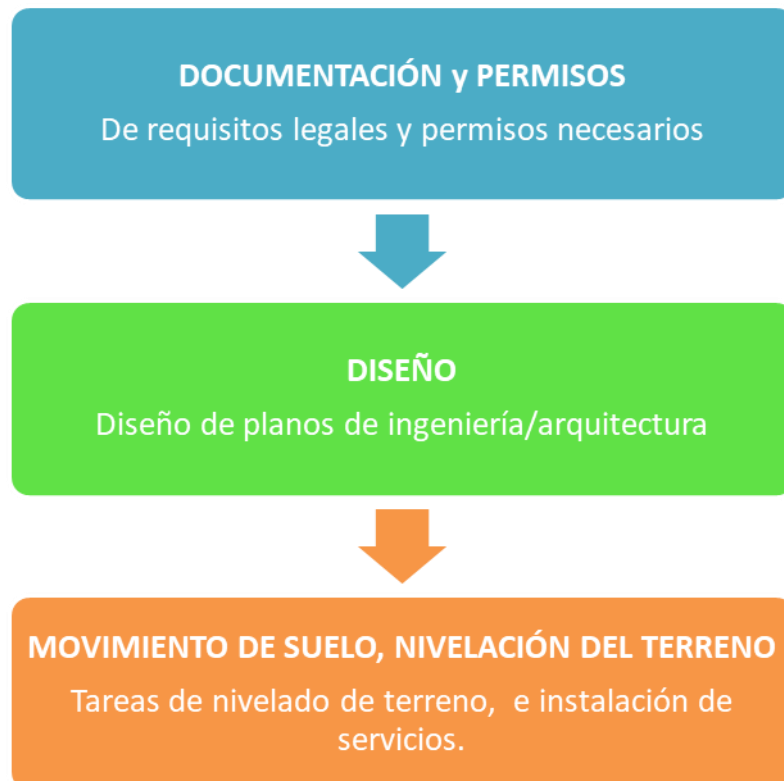 DOCUMENTACIÓN y PERMISOS
De requisitos legales y permisos necesarios
DISEÑO
Diseño de planos de ingeniería/arquitectura
MOVIMIENTO DE SUELO, NIVELACIÓN DEL TERRENO
Tareas de nivelado de terreno, e instalación de
servicios.